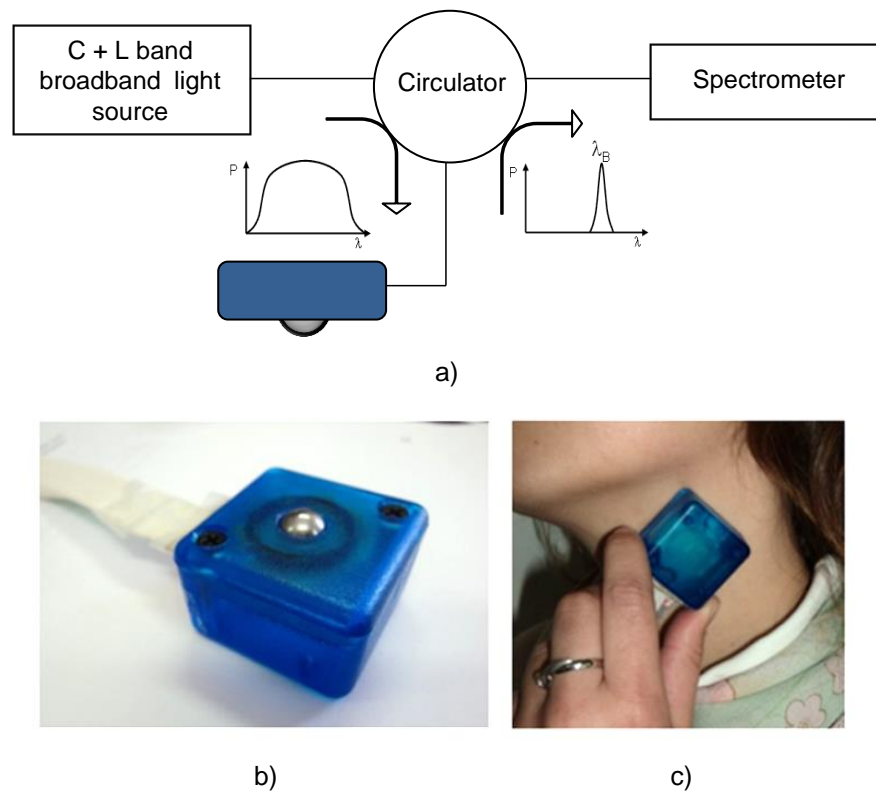 C + L band
broadband light
source
Circulator
Spectrometer
P
λ
λB
P
λ
a)
b)
c)